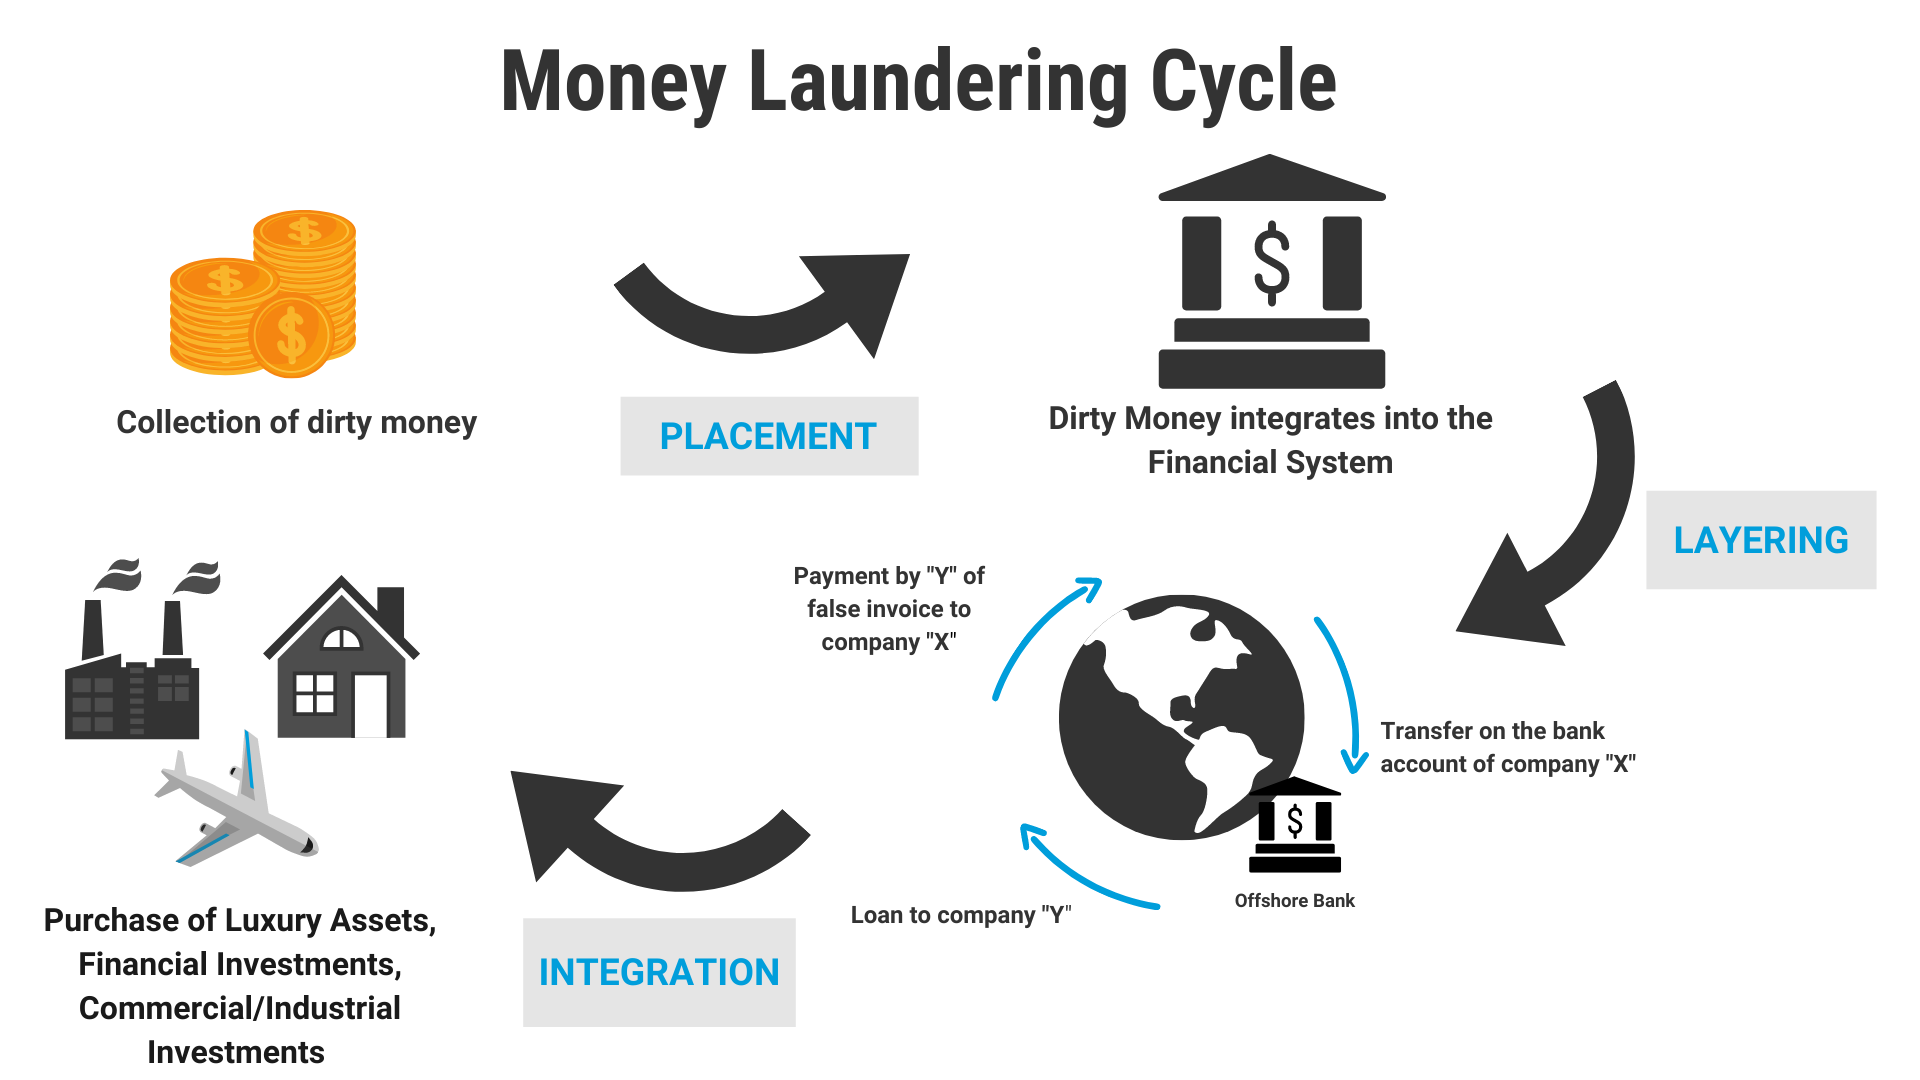 Money Laundering Cycle
$
$
$
$
Collection of dirty money
PLACEMENT
Dirty Money integrates into the
Financial System
LAYERING
Payment by "Y" of
false invoice to
company "X"
Transfer on the bank
account of company "X"
$
Offshore Bank
Loan to company "Y"
INTEGRATION
Purchase of Luxury Assets,
Financial Investments,
Commercial/Industrial
Investments